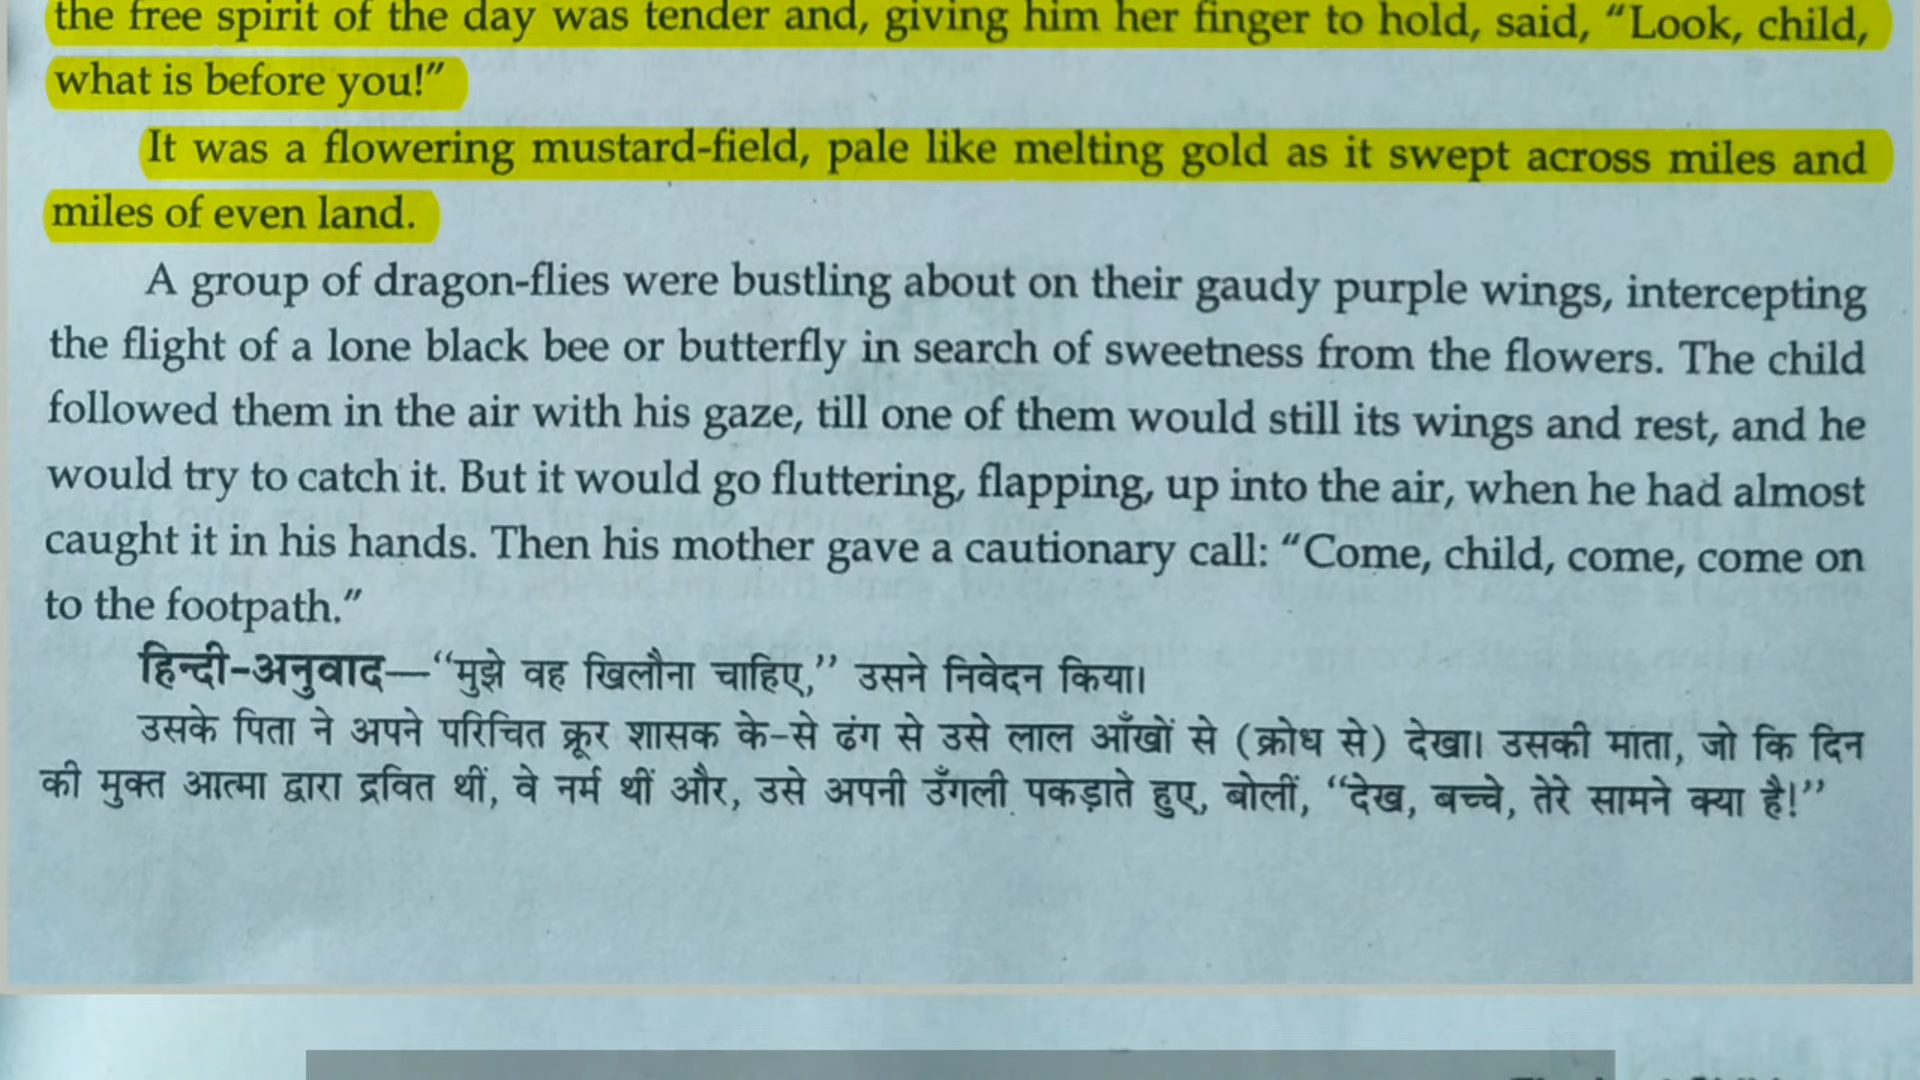 the free spirit of the day was tender and, giving him her finger to hold, said, “Look, child,
what is before you!”
It was a flowering mustard-field, pale like melting gold as it swept across miles and
miles of even land.
A group of dragon-flies were bustling about on their gaudy purple wings, intercepting
the flight of a lone black bee or butterfly in search of sweetness from the flowers. The child
followed them in the air with his gaze, till one of them would still its wings and rest, and he
would try to catch it. But it would go fluttering, flapping, up into the air, when he had almost
caught it in his hands. Then his mother gave a cautionary call: “Come, child, come, come on
to the footpath.”
हिन्दी-अनुवाद—“मुझे वह खिलौना चाहिए,” उसने निवेदन किया।
उसके पिता ने अपने परिचित क्रूर शासक के-से ढंग से उसे लाल आँखों से (क्रोध से) देखा। उसकी माता, जो कि दिन
की मुक्त आत्मा द्वारा द्रवित थीं, वे नर्म थीं और, उसे अपनी उँगली पकड़ाते हुए, बोलीं, “देख, बच्चे, तेरे सामने क्या है!”